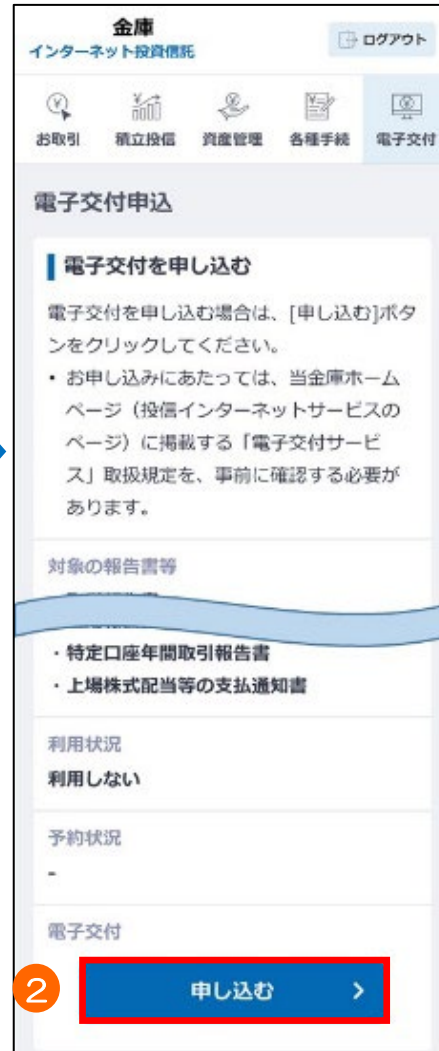 金庫
インターネット投資信託
ログアウト
お取引
積立投信
資産管理
各種手続
電子交付
電子交付申込
電子交付を申し込む
電子交付を申し込む場合は、[申し込む]ボタ
ンをクリックしてください。
・お申し込みにあたっては、当金庫ホーム
ページ（投信インターネットサービスの
ページ）に掲載する「電子交付サービ
ス」取扱規定を、事前に確認する必要が
あります。
対象の報告書等
・特定口座年間取引報告書
・上場株式配当等の支払通知書
利用状況
利用しない
予約状況
-
電子交付
2
申し込む